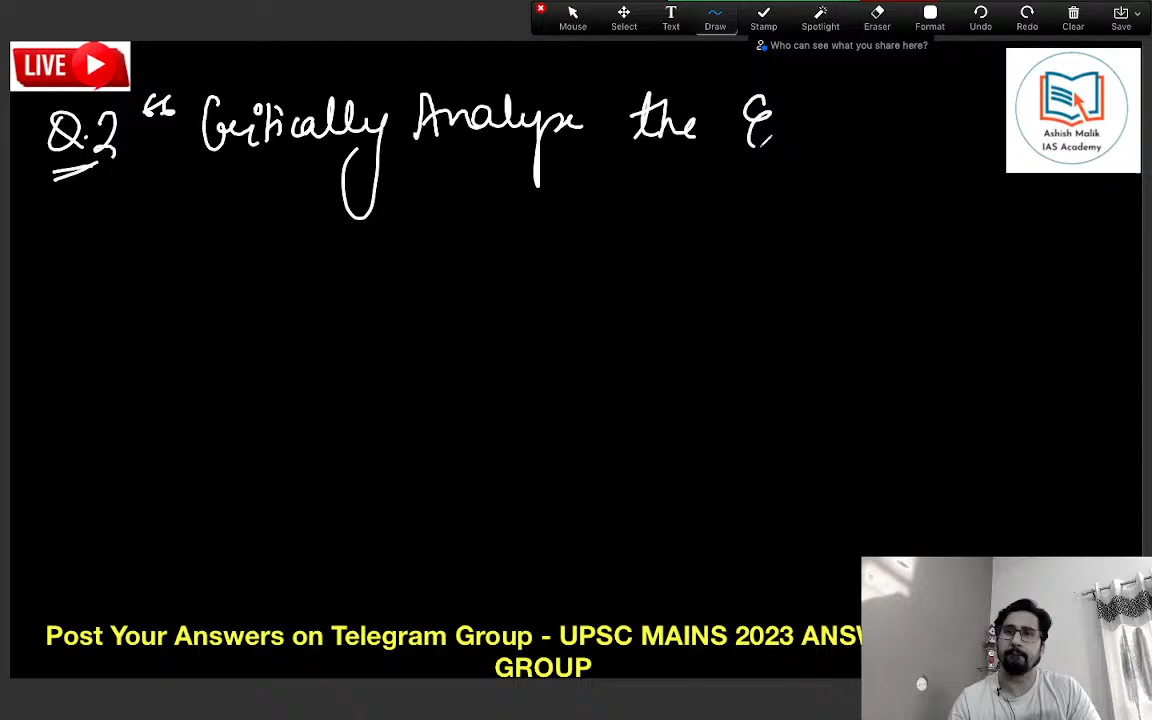 Mouse Select Text Draw Stamp Spotlight Eraser Format Undo Redo Clear Save
Who can see what you share here?
LIVE
Q.2 " Critically Analyse the E
Ashish Malik
IAS Academy
Post Your Answers on Telegram Group - UPSC MAINS 2023
GROUP